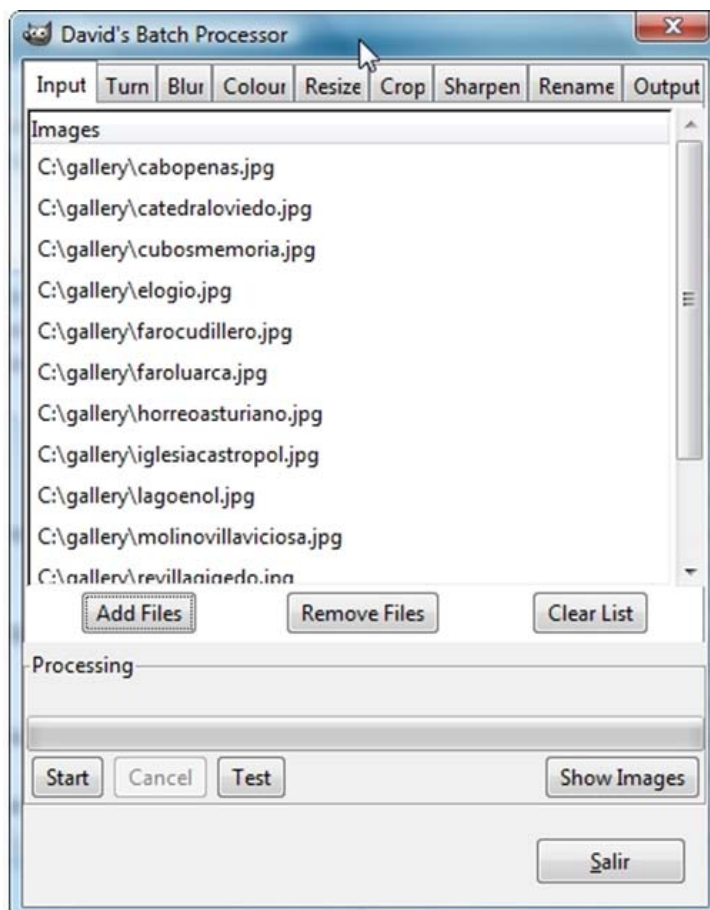 David's Batch Processor
Input Turn Blur Colour Resize Crop Sharpen Rename Output
Images
C:\gallery\cabopenas.jpg
C:\gallery\catedraloviedo.jpg
C:\gallery\cubosmemoria.jpg
C:\gallery\elogio.jpg
C:\gallery\farocudillero.jpg
C:\gallery\faroluarca.jpg
C:\gallery\horreoasturiano.jpg
C:\gallery\iglesiacastropol.jpg
C:\gallery\lagoenol.jpg
C:\gallery\molinovillaviciosa.jpg
C:\gallery\revillagigedo.jpg
Add Files Remove Files Clear List
Processing
Start Cancel Test Show Images
Salir